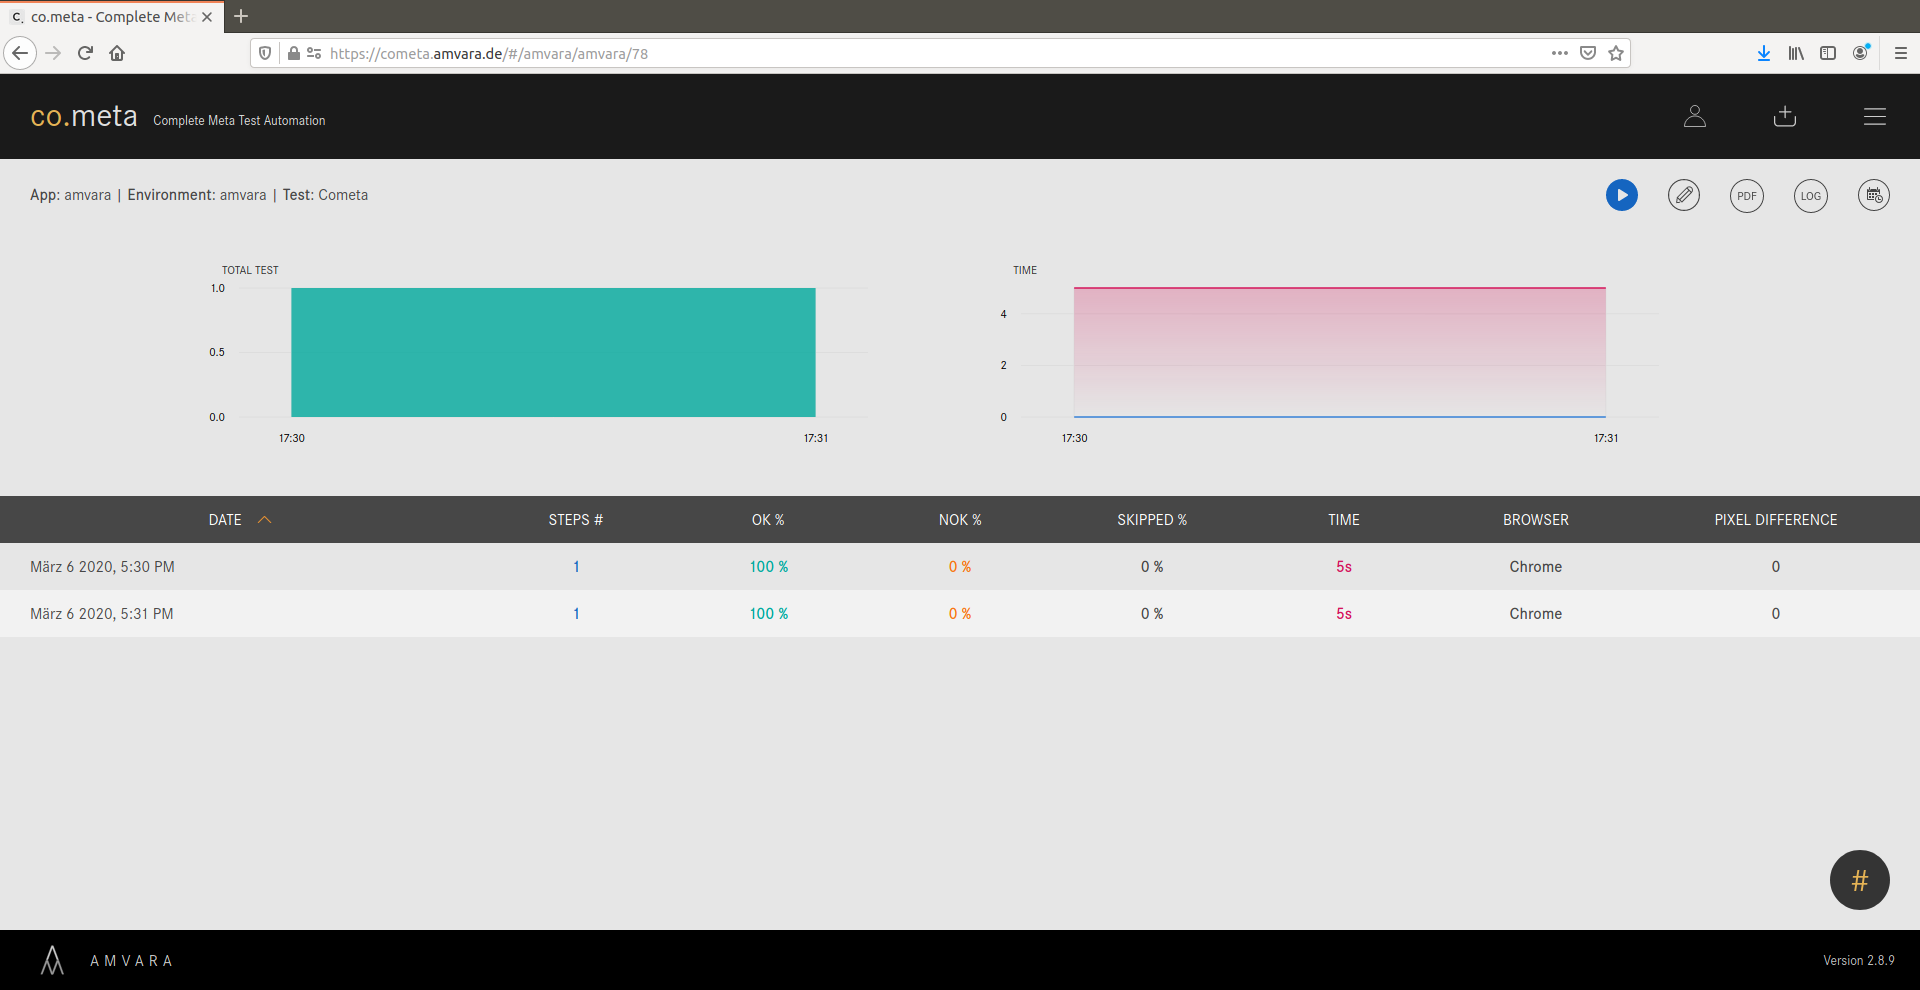 C. co.meta - Complete Meta
https://cometa.amvara.de/#/amvara/amvara/78
co.meta Complete Meta Test Automation
App: amvara | Environment: amvara | Test: Cometa
PDF LOG
TOTAL TEST
1.0
0.5
0.0
17:30 17:31
TIME
4
2
0
17:30 17:31
DATE STEPS # OK % NOK % SKIPPED % TIME BROWSER PIXEL DIFFERENCE
März 6 2020, 5:30 PM 1 100 % 0 % 0 % 5s Chrome 0
März 6 2020, 5:31 PM 1 100 % 0 % 0 % 5s Chrome 0
#
AMVARA
Version 2.8.9